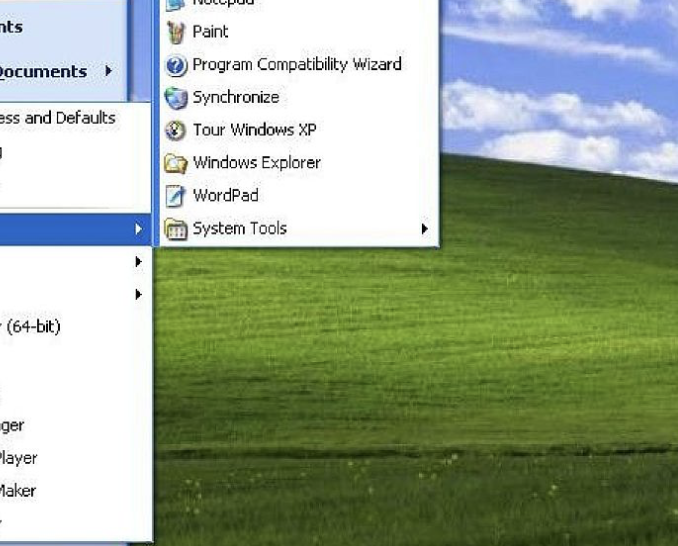 nts
Documents
ess and Defaults
g
(64-bit)
ger
Player
Maker
Notepad
Paint
Program Compatibility Wizard
Synchronize
Tour Windows XP
Windows Explorer
WordPad
System Tools